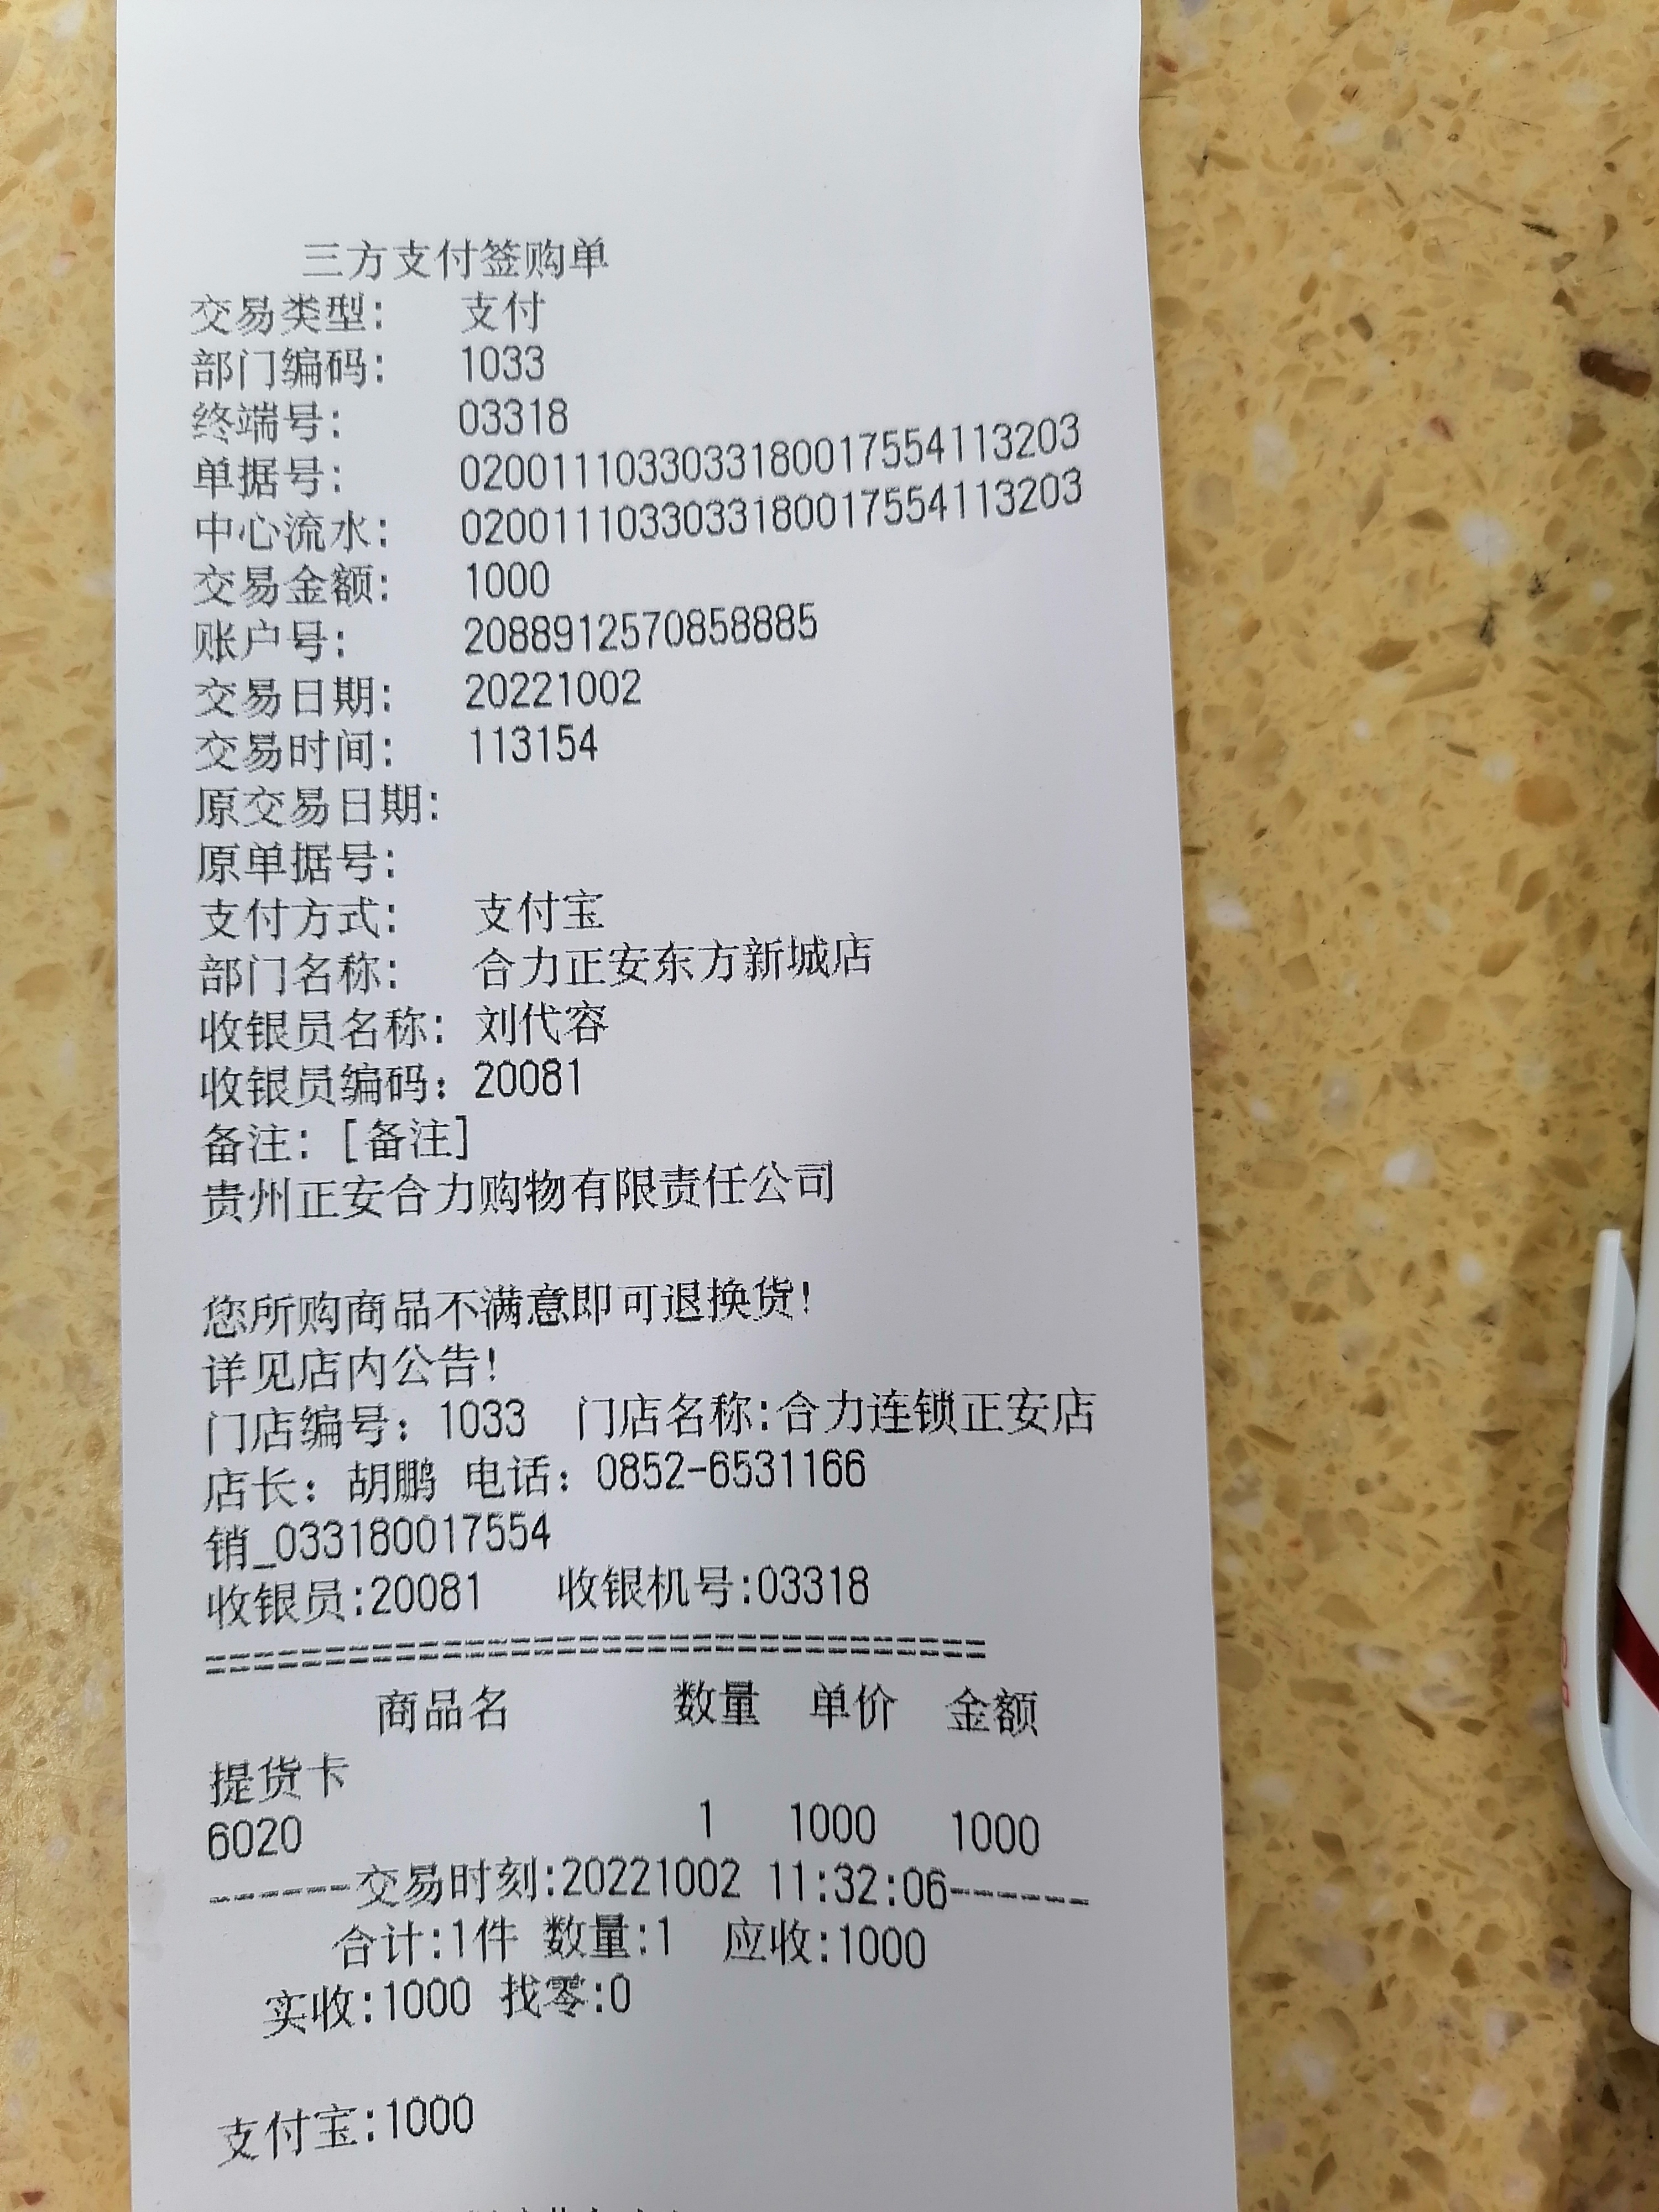 三方支付签购单
交易类型: 支付
部门编码: 1033
终端号: 03318
单据号: 0200111033033180017554113203
中心流水: 0200111033033180017554113203
交易金额: 1000
账户号: 2088912570858885
交易日期: 20221002
交易时间: 113154
原交易日期:
原单据号:
支付方式: 支付宝
部门名称: 合力正安东方新城店
收银员名称: 刘代容
收银员编码: 20081
备注: [备注]
贵州正安合力购物有限责任公司
您所购商品不满意即可退换货!
详见店内公告!
门店编号: 1033 门店名称:合力连锁正安店
店长: 胡鹏 电话: 0852-6531166
销_033180017554
收银员:20081 收银机号:03318
==================================
商品名 数量 单价 金额
提货卡
6020 1 1000 1000
------交易时刻:20221002 11:32:06------
合计:1件 数量:1 应收:1000
实收:1000 找零:0
支付宝:1000